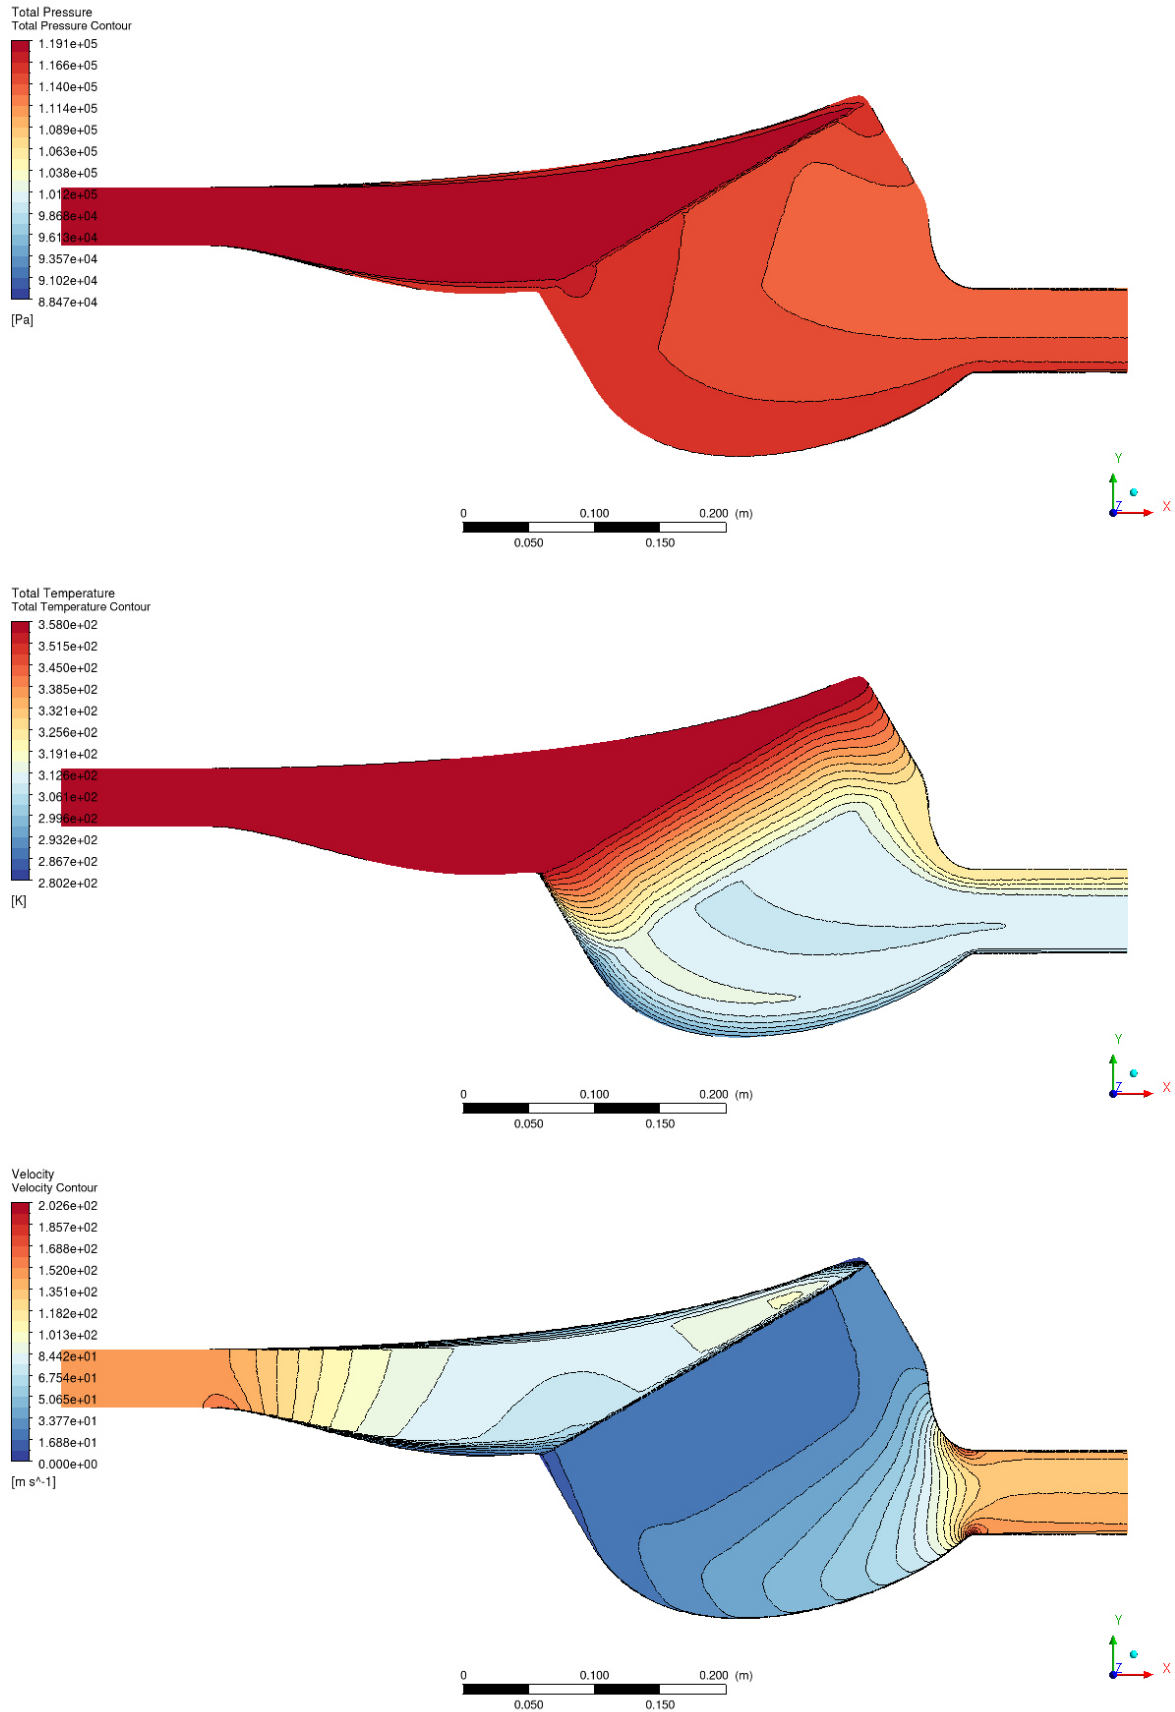 Total Pressure
Total Pressure Contour
1.191e+05
1.166e+05
1.140e+05
1.114e+05
1.089e+05
1.063e+05
1.038e+05
1.012e+05
9.868e+04
9.613e+04
9.357e+04
9.102e+04
8.847e+04
[Pa]
Y
Z X
0 0.100 0.200 (m)
0.050 0.150
Total Temperature
Total Temperature Contour
3.580e+02
3.515e+02
3.450e+02
3.385e+02
3.321e+02
3.256e+02
3.191e+02
3.126e+02
3.061e+02
2.996e+02
2.932e+02
2.867e+02
2.802e+02
[K]
Y
Z X
0 0.100 0.200 (m)
0.050 0.150
Velocity
Velocity Contour
2.026e+02
1.857e+02
1.688e+02
1.520e+02
1.351e+02
1.182e+02
1.013e+02
8.442e+01
6.754e+01
5.065e+01
3.377e+01
1.688e+01
0.000e+00
[m s^-1]
Y
Z X
0 0.100 0.200 (m)
0.050 0.150